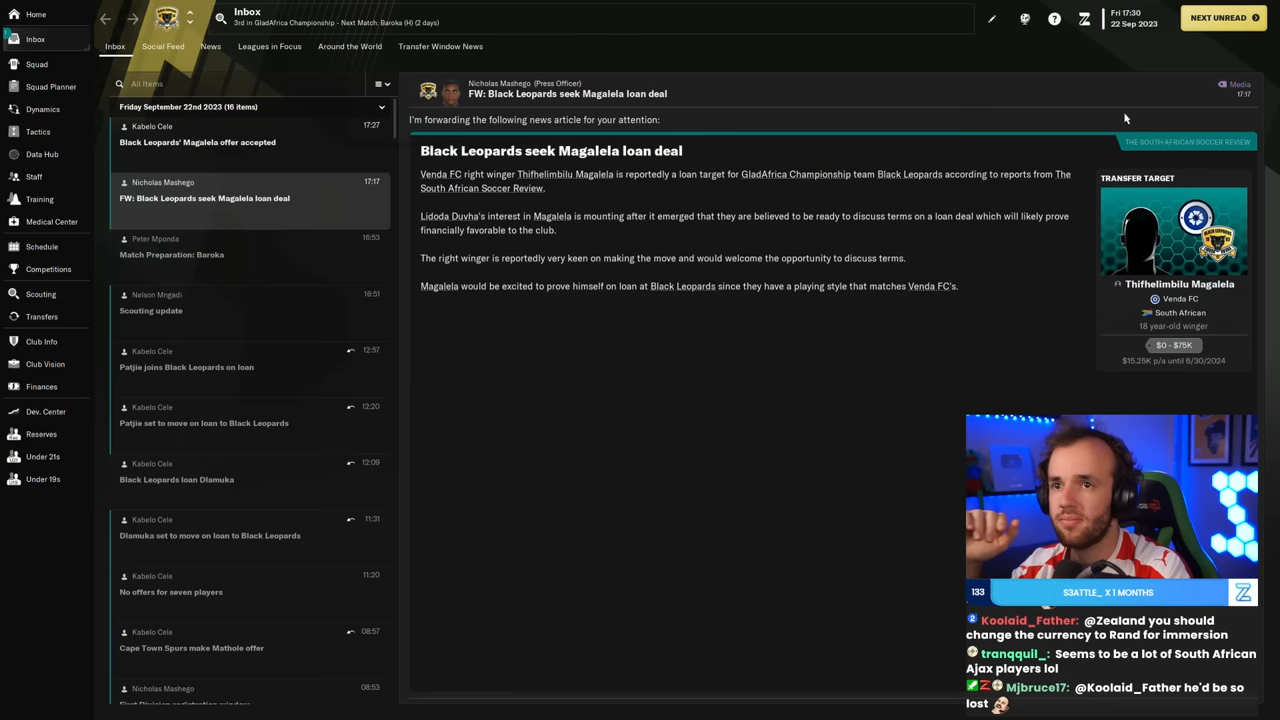 Home
Inbox
Squad
Squad Planner
Dynamics
Tactics
Data Hub
Staff
Training
Medical Center
Schedule
Competitions
Scouting
Transfers
Club Info
Club Vision
Finances
Dev. Center
Reserves
Under 21s
Under 19s
Inbox
3rd in GladAfrica Championship - Next Match: Baroka (H) (2 days)
Fri 17:30
22 Sep 2023
NEXT UNREAD
Inbox
Social Feed
News
Leagues in Focus
Around the World
Transfer Window News
All Items
Friday September 22nd 2023 (16 items)
Kabelo Cele 17:27
Black Leopards' Magalela offer accepted
Nicholas Mashego 17:17
FW: Black Leopards seek Magalela loan deal
Peter Mponda 16:53
Match Preparation: Baroka
Nelson Mngadi 16:51
Scouting update
Kabelo Cele 12:57
Patjie joins Black Leopards on loan
Kabelo Cele 12:20
Patjie set to move on loan to Black Leopards
Kabelo Cele 12:09
Black Leopards loan Dlamuka
Kabelo Cele 11:31
Dlamuka set to move on loan to Black Leopards
Kabelo Cele 11:20
No offers for seven players
Kabelo Cele 08:57
Cape Town Spurs make Mathole offer
Nicholas Mashego 08:53
First Division registration window
Nicholas Mashego (Press Officer)
FW: Black Leopards seek Magalela loan deal
Media
17:17
I'm forwarding the following news article for your attention:
THE SOUTH AFRICAN SOCCER REVIEW
Black Leopards seek Magalela loan deal
Venda FC right winger Thifhelimbilu Magalela is reportedly a loan target for GladAfrica Championship team Black Leopards according to reports from The
South African Soccer Review.
Lidoda Duvha's interest in Magalela is mounting after it emerged that they are believed to be ready to discuss terms on a loan deal which will likely prove
financially favorable to the club.
The right winger is reportedly very keen on making the move and would welcome the opportunity to discuss terms.
Magalela would be excited to prove himself on loan at Black Leopards since they have a playing style that matches Venda FC's.
TRANSFER TARGET
BLACK LEOPARDS
Thifhelimbilu Magalela
Venda FC
South African
18 year-old winger
$0 - $75K
$15.25K p/a until 6/30/2024
133
S3ATTLE_ X 1 MONTHS
Z
2 Koolaid_Father: @Zealand you should
change the currency to Rand for immersion
tranqquil_: Seems to be a lot of South African
Ajax players lol
Mjbruce17: @Koolaid_Father he'd be so
lost